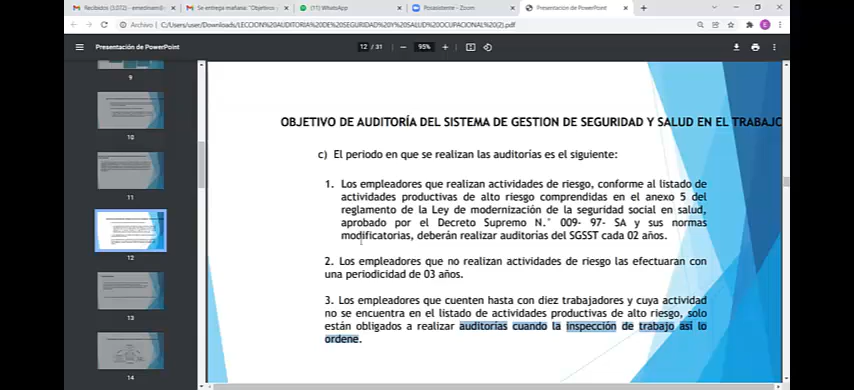 Recibidos (3,072) - ernestnam3
Se entrega mañana: "Objetivos
(11) WhatsApp
Posasistente - Zoom
Presentación de PowerPoint
Archivo | C:/Users/user/Downloads/LECCION%20AUDITORIA%20DE%20SEGURIDAD%20Y%20SALUD%20OCUPACIONAL%20(2).pdf
E
Presentación de PowerPoint
12 / 31
95%
9
10
11
12
13
14
OBJETIVO DE AUDITORÍA DEL SISTEMA DE GESTION DE SEGURIDAD Y SALUD EN EL TRABAJO
c) El periodo en que se realizan las auditorías es el siguiente:
1. Los empleadores que realizan actividades de riesgo, conforme al listado de
actividades productivas de alto riesgo comprendidas en el anexo 5 del
reglamento de la Ley de modernización de la seguridad social en salud,
aprobado por el Decreto Supremo N.° 009- 97- SA y sus normas
modificatorias, deberán realizar auditorías del SGSST cada 02 años.
2. Los empleadores que no realizan actividades de riesgo las efectuaran con
una periodicidad de 03 años.
3. Los empleadores que cuenten hasta con diez trabajadores y cuya actividad
no se encuentra en el listado de actividades productivas de alto riesgo, solo
están obligados a realizar auditorías cuando la inspección de trabajo así lo
ordene.